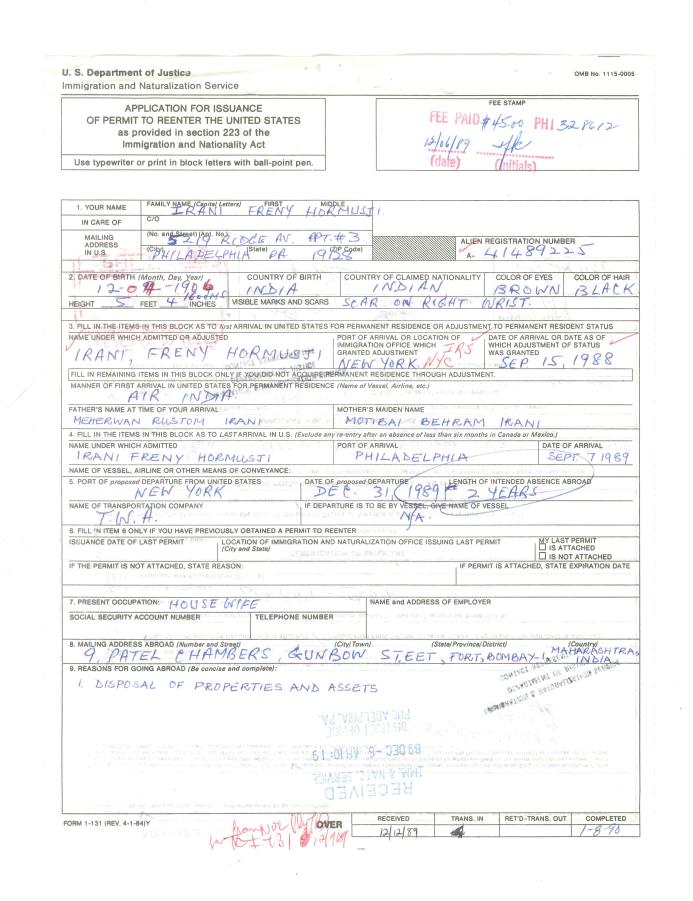 U. S. Department of Justice
Immigration and Naturalization Service
OMB No. 1115-0005
APPLICATION FOR ISSUANCE
OF PERMIT TO REENTER THE UNITED STATES
as provided in section 223 of the
Immigration and Nationality Act
Use typewriter or print in block letters with ball-point pen.
FEE STAMP
FEE PAID $45.00 PHI 328612
12/06/89
(date) (initials)
1. YOUR NAME FAMILY NAME (Capital Letters) FIRST MIDDLE
IRANI FRENY HORMUSJI
IN CARE OF C/O
MAILING ADDRESS IN U.S. (No. and Street) (Apt. No.)
5219 RIDGE AV. APT. #3
(City) (State) (ZIP Code)
PHILADELPHIA PA 19128
ALIEN REGISTRATION NUMBER
A- 41489225
2. DATE OF BIRTH (Month, Day, Year) COUNTRY OF BIRTH COUNTRY OF CLAIMED NATIONALITY COLOR OF EYES COLOR OF HAIR
INDIA INDIAN BROWN BLACK
HEIGHT 5 FEET 4 INCHES VISIBLE MARKS AND SCARS SCAR ON RIGHT WRIST.
3. FILL IN THE ITEMS IN THIS BLOCK AS TO first ARRIVAL IN UNITED STATES FOR PERMANENT RESIDENCE OR ADJUSTMENT TO PERMANENT RESIDENT STATUS
NAME UNDER WHICH ADMITTED OR ADJUSTED PORT OF ARRIVAL OR LOCATION OF IMMIGRATION OFFICE WHICH GRANTED ADJUSTMENT DATE OF ARRIVAL OR DATE AS OF WHICH ADJUSTMENT OF STATUS WAS GRANTED
IRANI, FRENY HORMUSJI NEW YORK NYC SEP 15, 1988
FILL IN REMAINING ITEMS IN THIS BLOCK ONLY IF YOU DID NOT ACQUIRE PERMANENT RESIDENCE THROUGH ADJUSTMENT.
MANNER OF FIRST ARRIVAL IN UNITED STATES FOR PERMANENT RESIDENCE (Name of Vessel, Airline, etc.)
AIR INDIA
FATHER'S NAME AT TIME OF YOUR ARRIVAL MOTHER'S MAIDEN NAME
MEHERWAN RUSTOM IRANI MOTIBAI BEHRAM IRANI
4. FILL IN THE ITEMS IN THIS BLOCK AS TO LAST ARRIVAL IN U.S. (Exclude any re-entry after an absence of less than six months in Canada or Mexico.)
NAME UNDER WHICH ADMITTED PORT OF ARRIVAL DATE OF ARRIVAL
IRANI FRENY HORMUSJI PHILADELPHIA SEPT 7 1989
NAME OF VESSEL, AIRLINE OR OTHER MEANS OF CONVEYANCE:
5. PORT OF proposed DEPARTURE FROM UNITED STATES DATE OF proposed DEPARTURE LENGTH OF INTENDED ABSENCE ABROAD
NEW YORK DEC. 31, 1989 2 YEARS
NAME OF TRANSPORTATION COMPANY IF DEPARTURE IS TO BE BY VESSEL, GIVE NAME OF VESSEL
T.W.A. N/A.
6. FILL IN ITEM 6 ONLY IF YOU HAVE PREVIOUSLY OBTAINED A PERMIT TO REENTER
ISSUANCE DATE OF LAST PERMIT LOCATION OF IMMIGRATION AND NATURALIZATION OFFICE ISSUING LAST PERMIT MY LAST PERMIT
(City and State) IS ATTACHED
IS NOT ATTACHED
IF THE PERMIT IS NOT ATTACHED, STATE REASON: IF PERMIT IS ATTACHED, STATE EXPIRATION DATE
7. PRESENT OCCUPATION: HOUSE WIFE NAME and ADDRESS OF EMPLOYER
SOCIAL SECURITY ACCOUNT NUMBER TELEPHONE NUMBER
8. MAILING ADDRESS ABROAD (Number and Street) (City/Town) (State/Province/District) (Country)
9, PATEL CHAMBERS, GUNBOW STEET, FORT, BOMBAY-1, MAHARASHTRA, INDIA.
9. REASONS FOR GOING ABROAD (Be concise and complete):
1. DISPOSAL OF PROPERTIES AND ASSETS
PHILADELPHIA, PA.
DISTRICT OFFICE
89 DEC -6 AM 10:19
IMM. & NATZ. SERVICE
RECEIVED
FORM I-131 (REV. 4-1-84)Y
OVER
RECEIVED TRANS. IN RET'D-TRANS. OUT COMPLETED
12/12/89 1-8-90